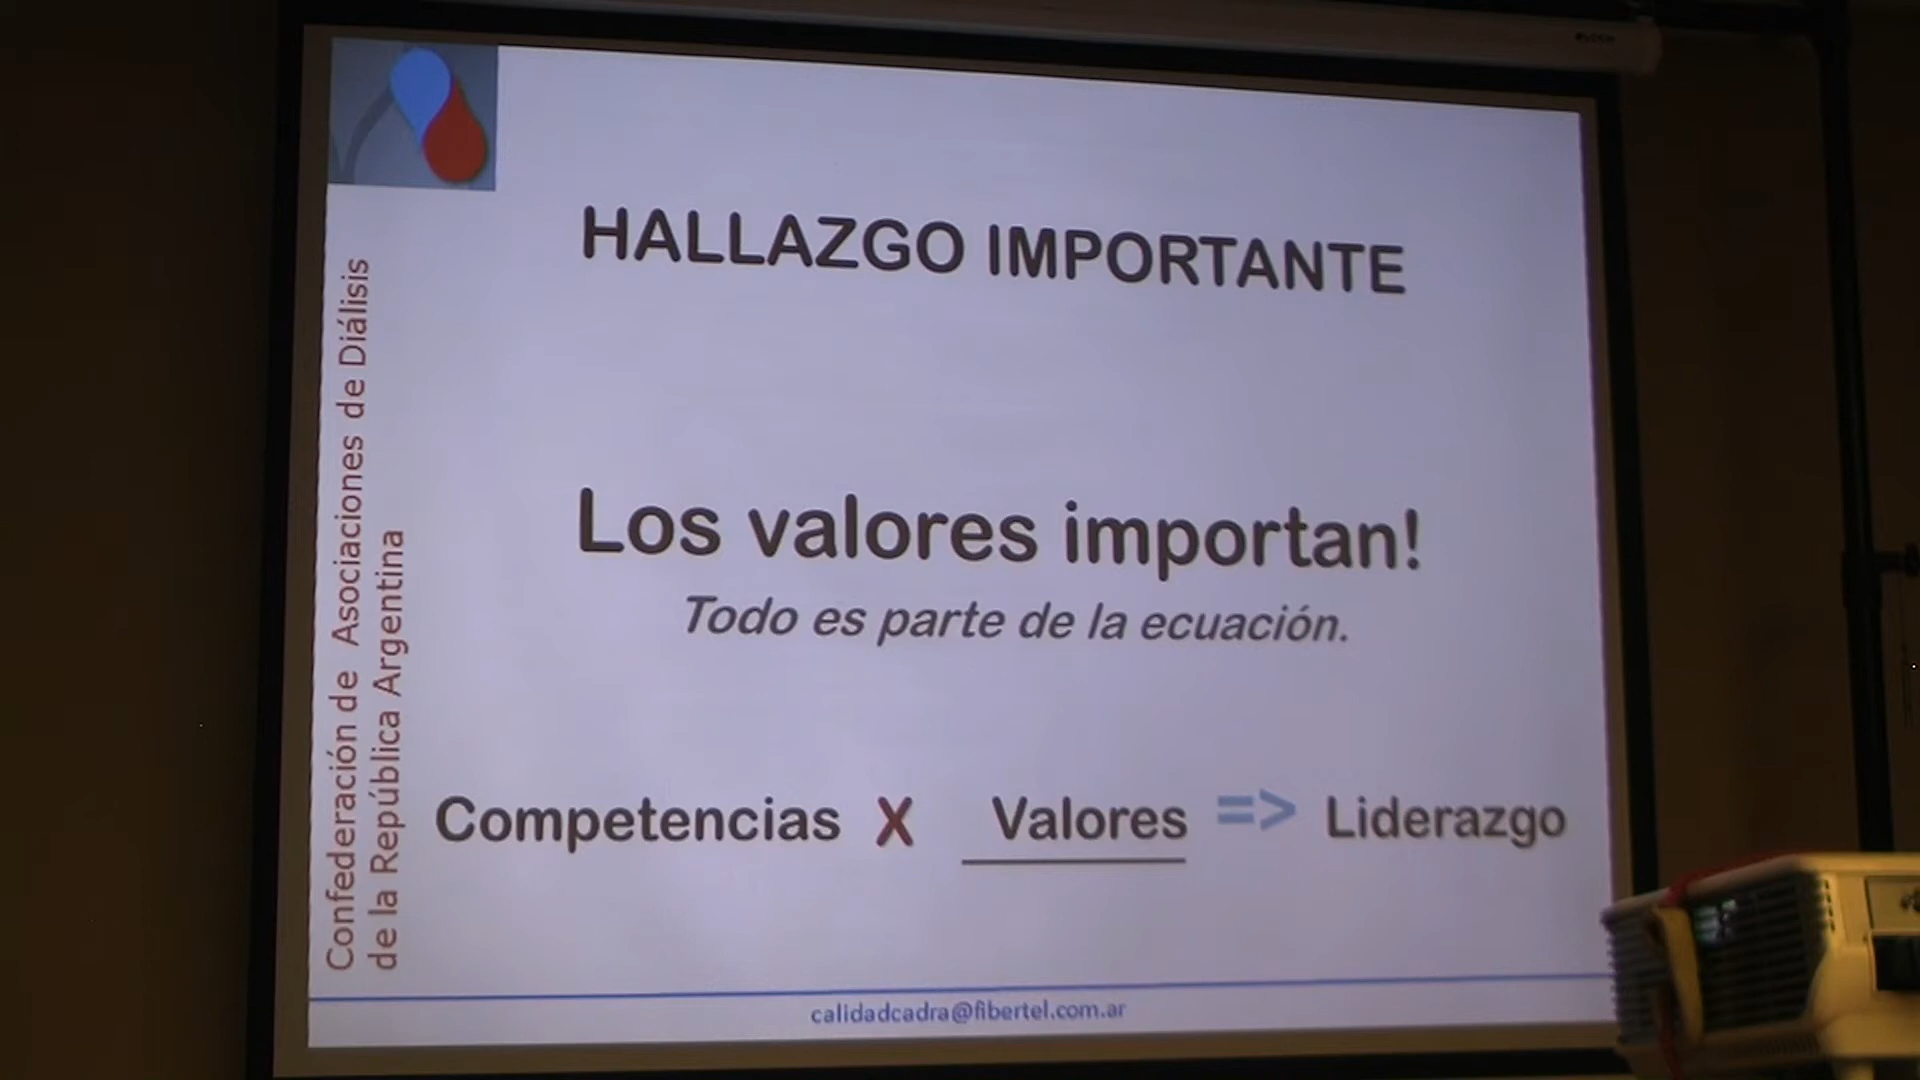 HALLAZGO IMPORTANTE
Los valores importan!
Todo es parte de la ecuación.
Competencias X Valores => Liderazgo
Confederación de Asociaciones de Diálisis
de la República Argentina
calidadcadra@fibertel.com.ar